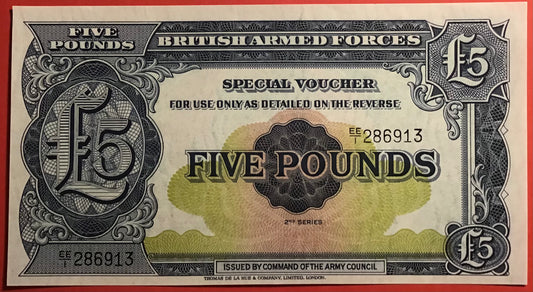 FIVE POUNDS
BRITISH ARMED FORCES
£5
SPECIAL VOUCHER
FOR USE ONLY AS DETAILED ON THE REVERSE
£5
EE/1 286913
FIVE POUNDS
2ND SERIES
EE/1 286913
£5
ISSUED BY COMMAND OF THE ARMY COUNCIL
THOMAS DE LA RUE & COMPANY, LIMITED, LONDON.